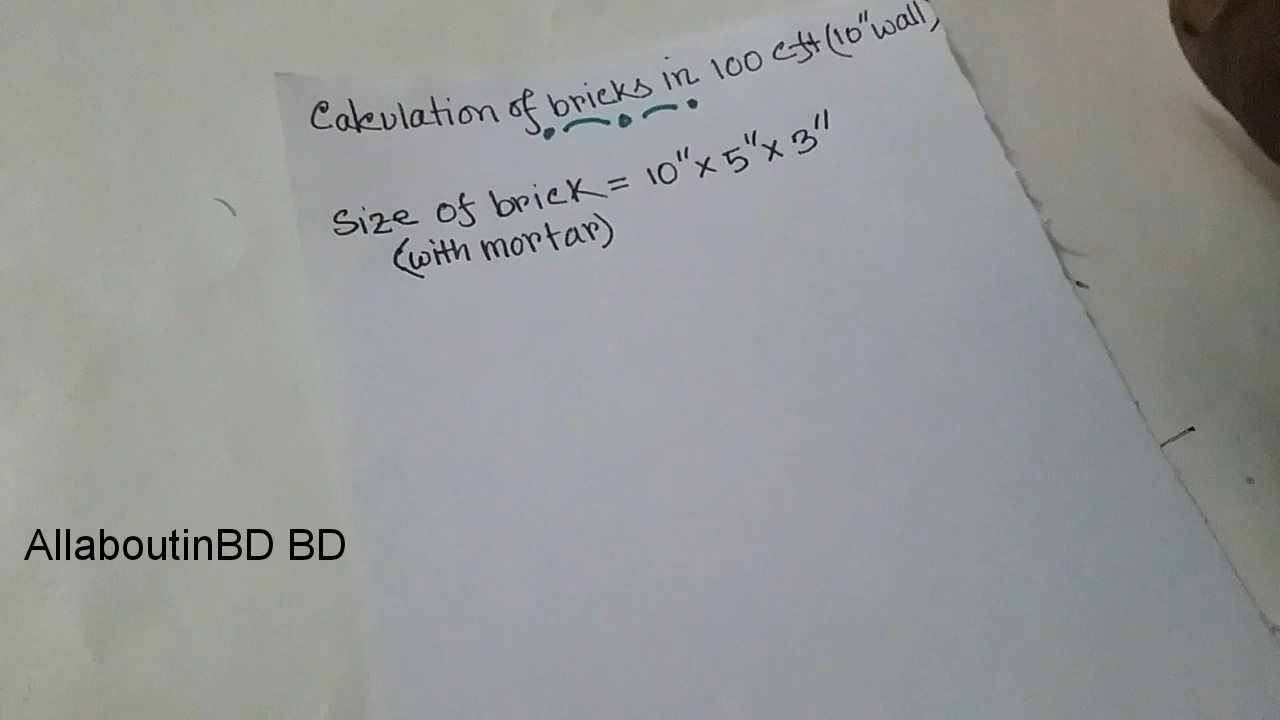 Calculation of bricks in 100 cft (10" wall)
Size of brick = 10" x 5" x 3"
(with mortar)
AllaboutinBD BD